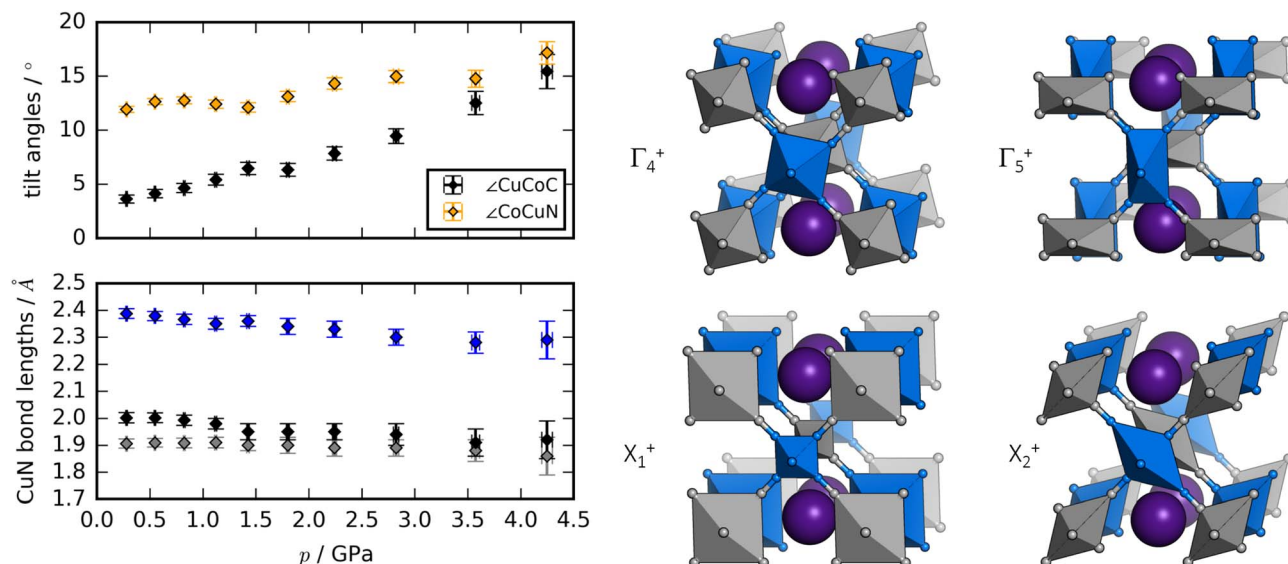 tilt angles / °
20
15
10
5
0
∠CuCoC
∠CoCuN
CuN bond lengths / Å
2.5
2.4
2.3
2.2
2.1
2.0
1.9
1.8
1.7
0.0 0.5 1.0 1.5 2.0 2.5 3.0 3.5 4.0 4.5
p / GPa
Γ₄⁺
Γ₅⁺
X₁⁺
X₂⁺